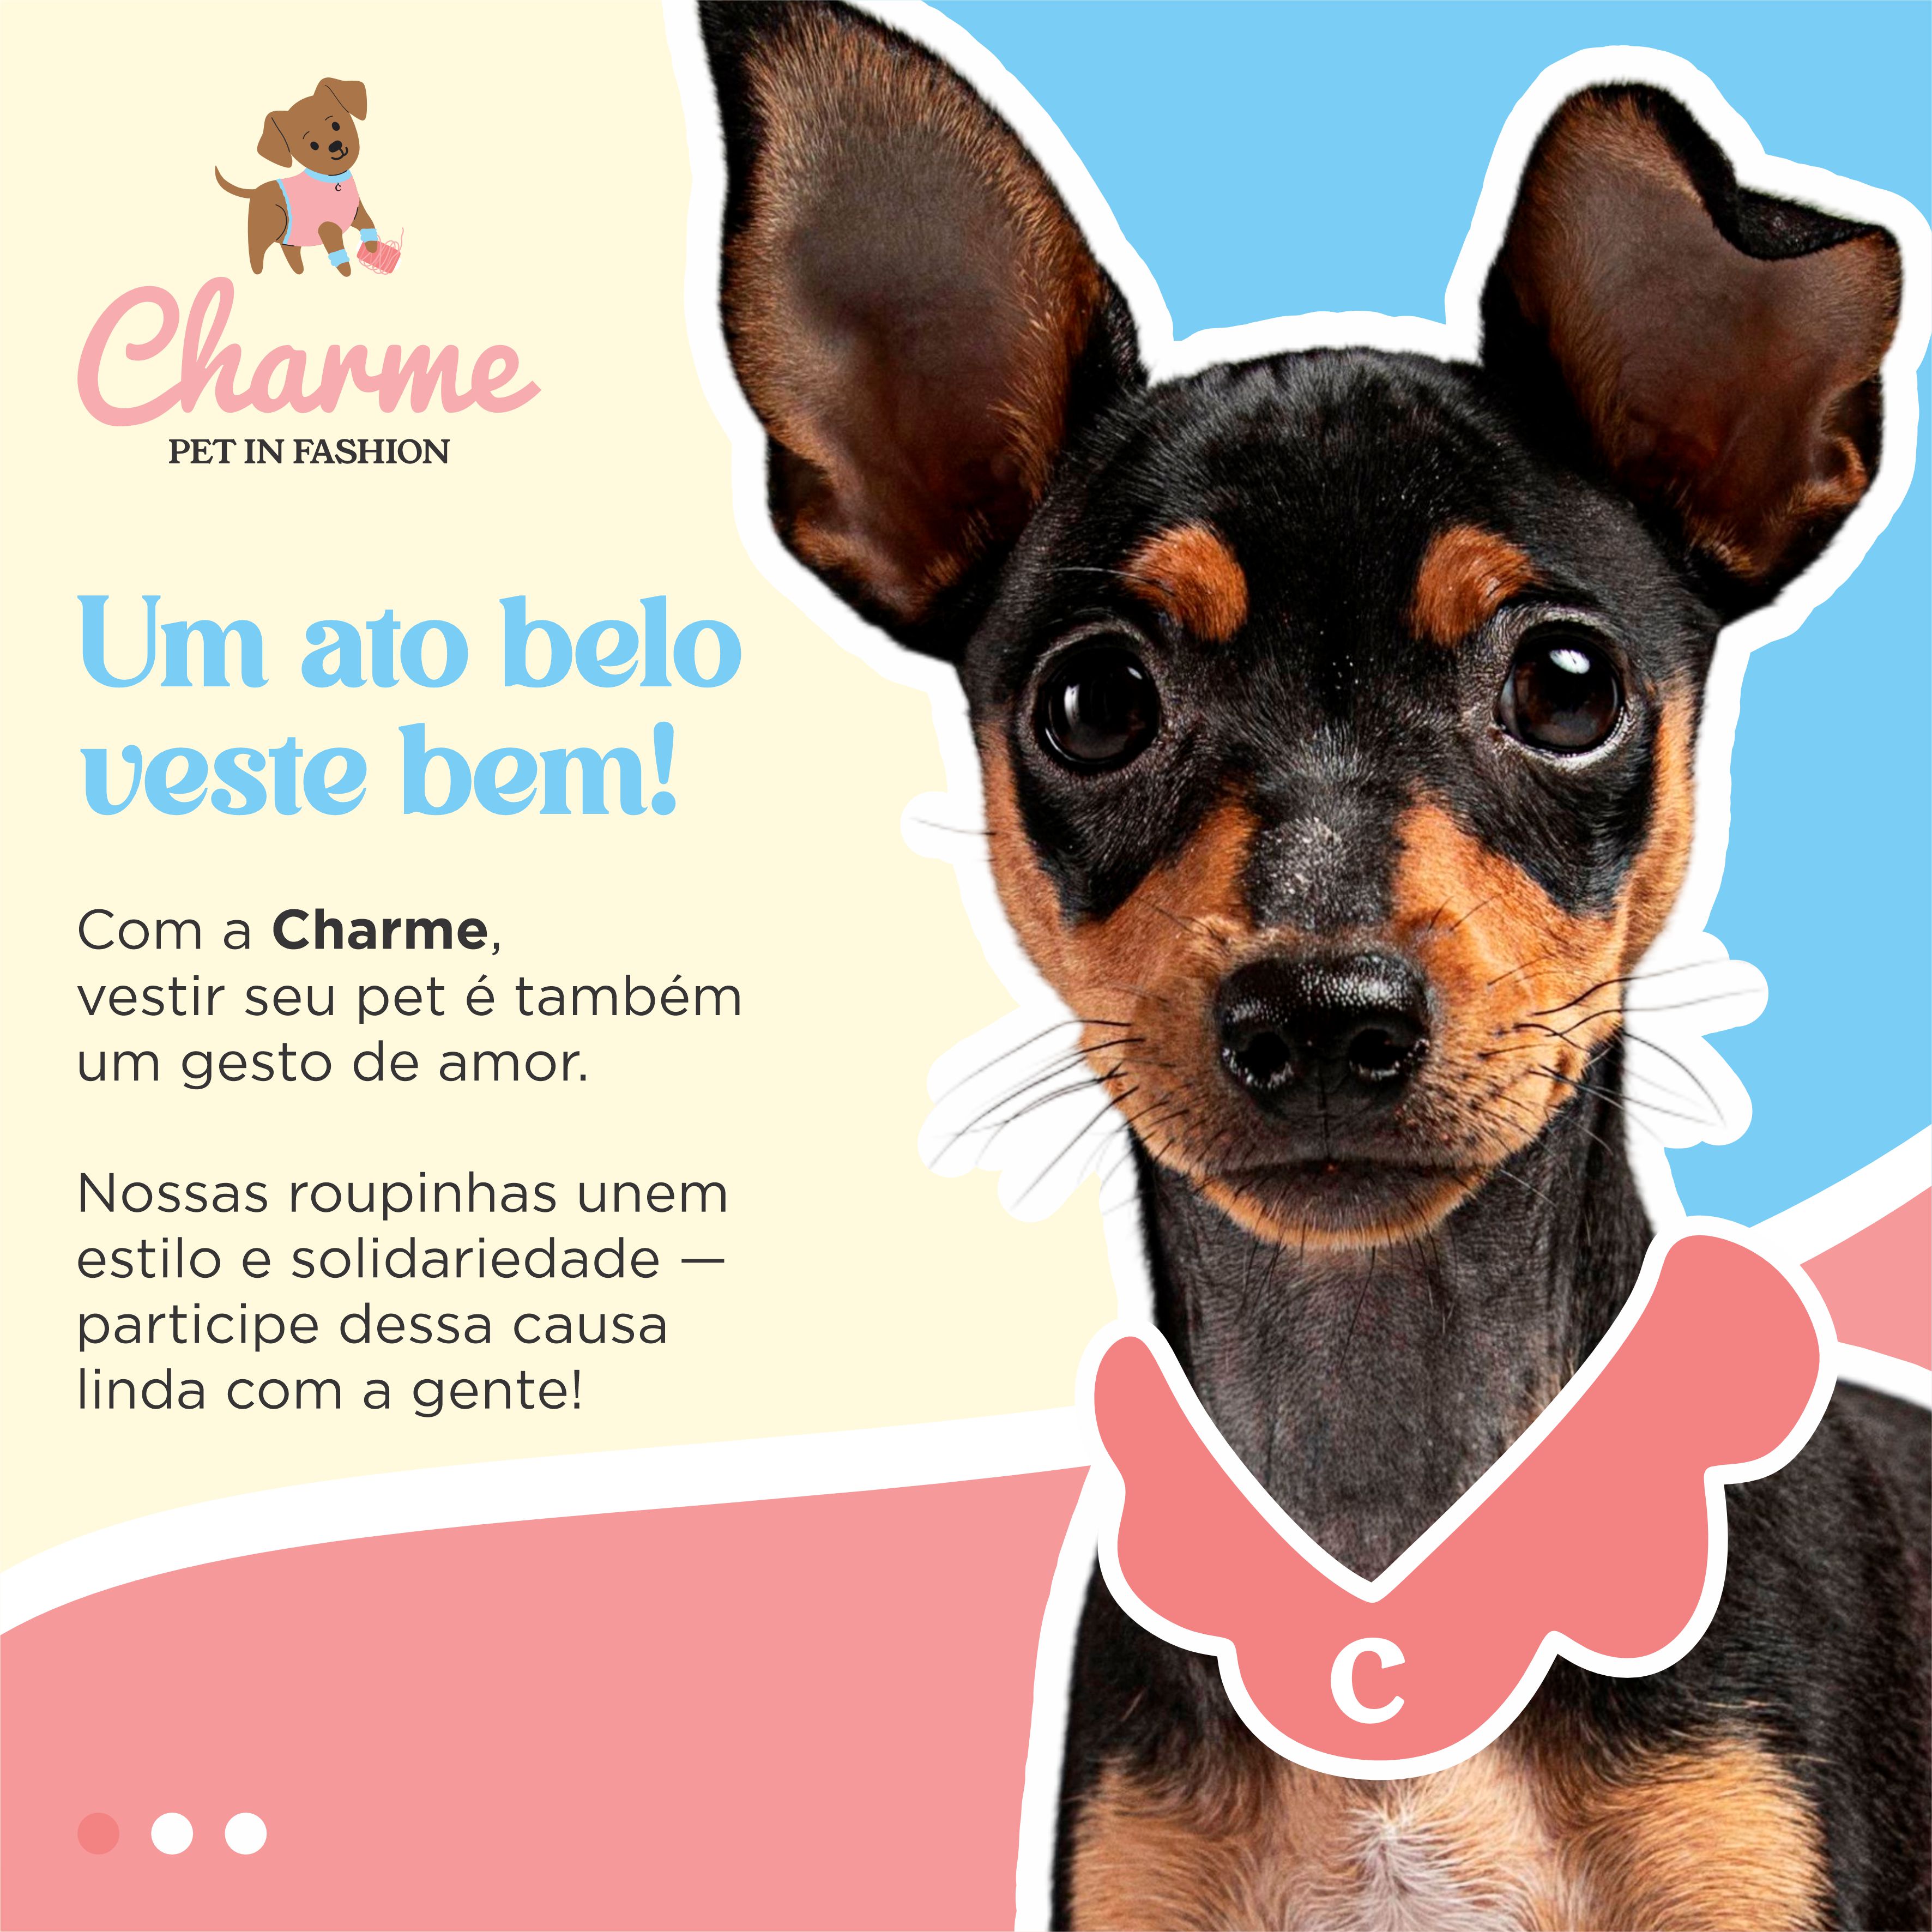 Charme
PET IN FASHION
Um ato belo
veste bem!
Com a Charme,
vestir seu pet é também
um gesto de amor.
Nossas roupinhas unem
estilo e solidariedade —
participe dessa causa
linda com a gente!
C